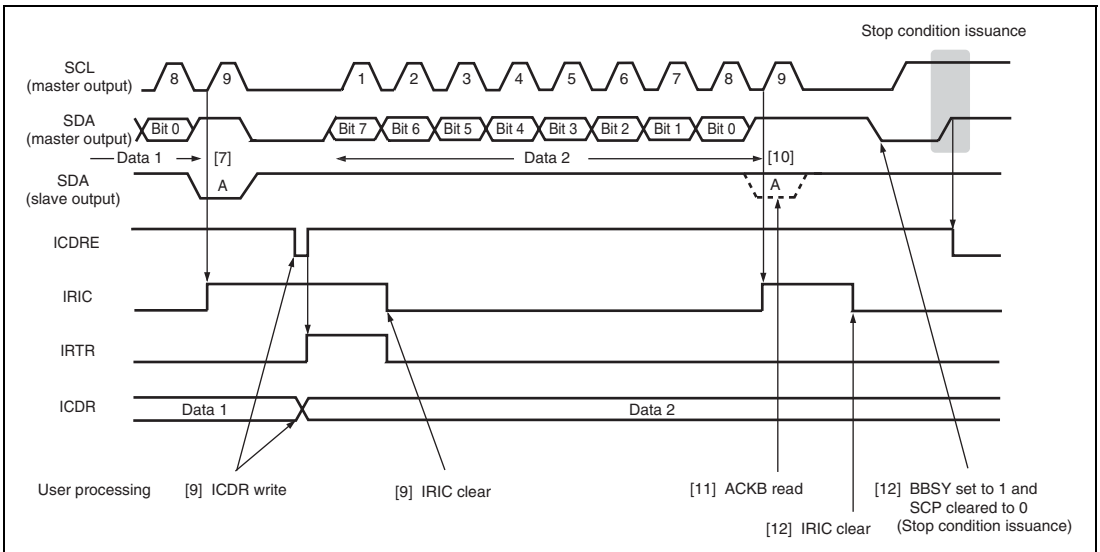 Stop condition issuance
SCL
(master output)
8 9 1 2 3 4 5 6 7 8 9
SDA
(master output)
Bit 0 Bit 7 Bit 6 Bit 5 Bit 4 Bit 3 Bit 2 Bit 1 Bit 0
Data 1 [7] Data 2 [10]
SDA
(slave output)
A A
ICDRE
IRIC
IRTR
ICDR
Data 1 Data 2
User processing [9] ICDR write [9] IRIC clear [11] ACKB read [12] BBSY set to 1 and
SCP cleared to 0
(Stop condition issuance)
[12] IRIC clear